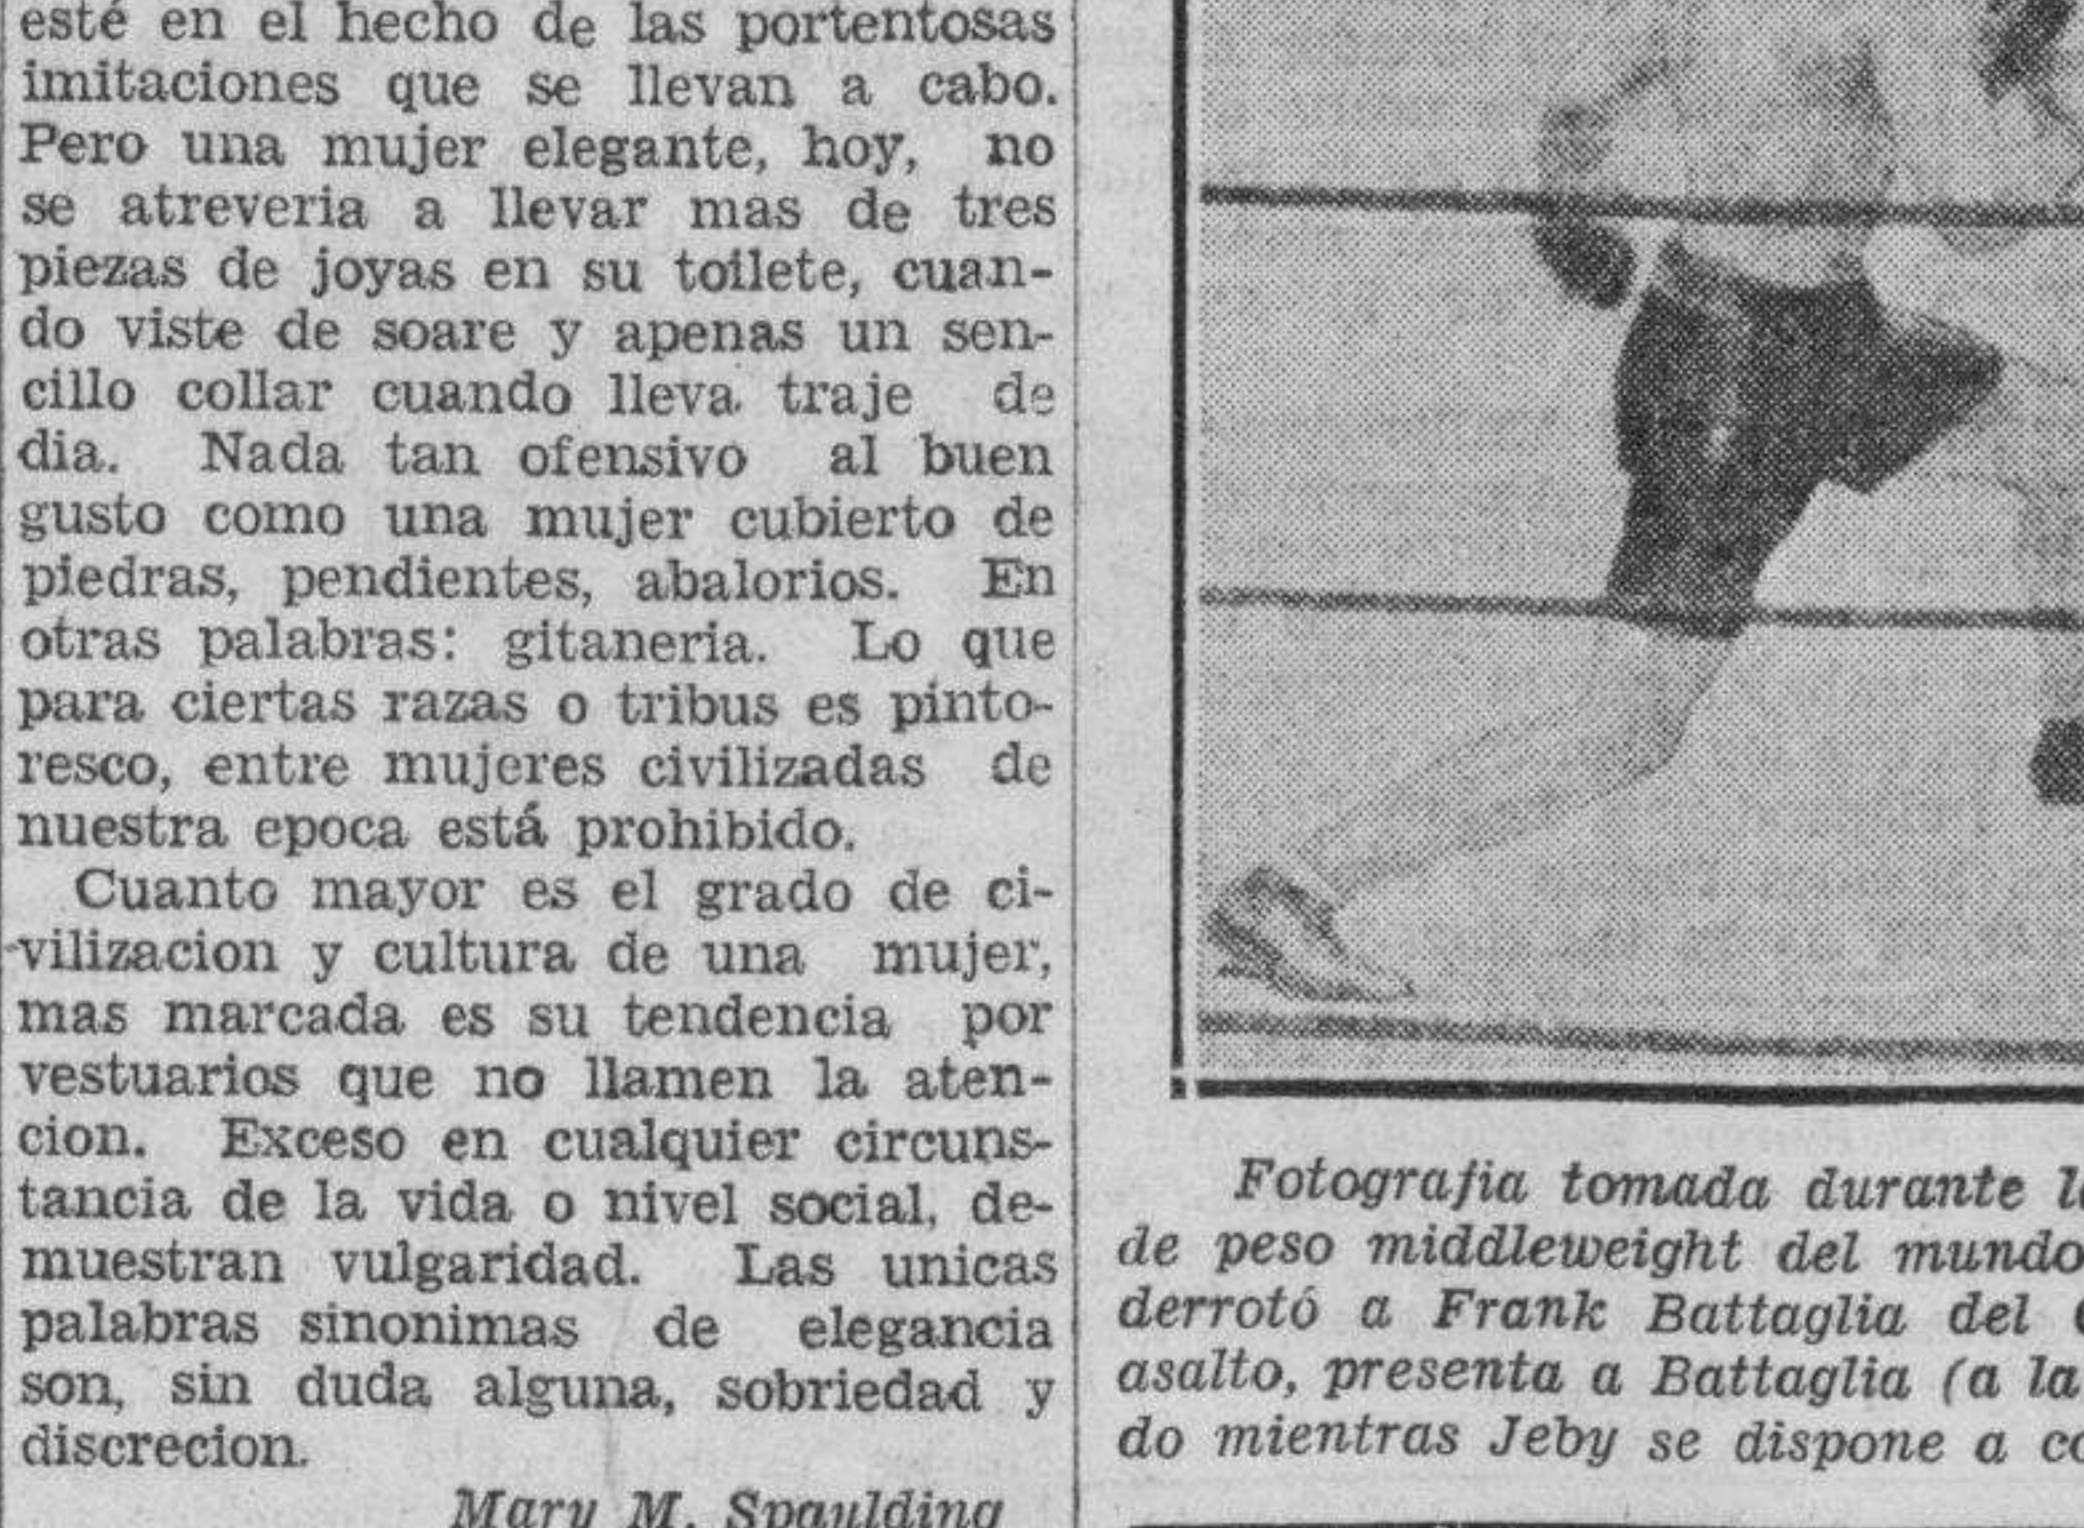 esté en el hecho de las portentosas
imitaciones que se llevan a cabo.
Pero una mujer elegante, hoy, no
se atreveria a llevar mas de tres
piezas de joyas en su toilete, cuan-
do viste de soare y apenas un sen-
cillo collar cuando lleva traje de
dia. Nada tan ofensivo al buen
gusto como una mujer cubierto de
piedras, pendientes, abalorios. En
otras palabras: gitaneria. Lo que
para ciertas razas o tribus es pinto-
resco, entre mujeres civilizadas de
nuestra epoca está prohibido.
Cuanto mayor es el grado de ci-
vilizacion y cultura de una mujer,
mas marcada es su tendencia por
vestuarios que no llamen la aten-
cion. Exceso en cualquier circuns-
tancia de la vida o nivel social, de-
muestran vulgaridad. Las unicas
palabras sinonimas de elegancia
son, sin duda alguna, sobriedad y
discrecion.
Mary M. Spaulding
Fotografia tomada durante
de peso middleweight del mundo
derrotó a Frank Battaglia del
asalto, presenta a Battaglia (a la
do mientras Jeby se dispone a